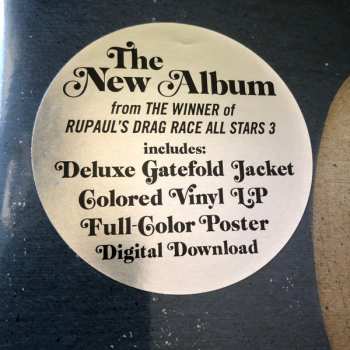 The
New Album
from THE WINNER of
RUPAUL'S DRAG RACE ALL STARS 3
includes:
Deluxe Gatefold Jacket
Colored Vinyl LP
Full-Color Poster
Digital Download